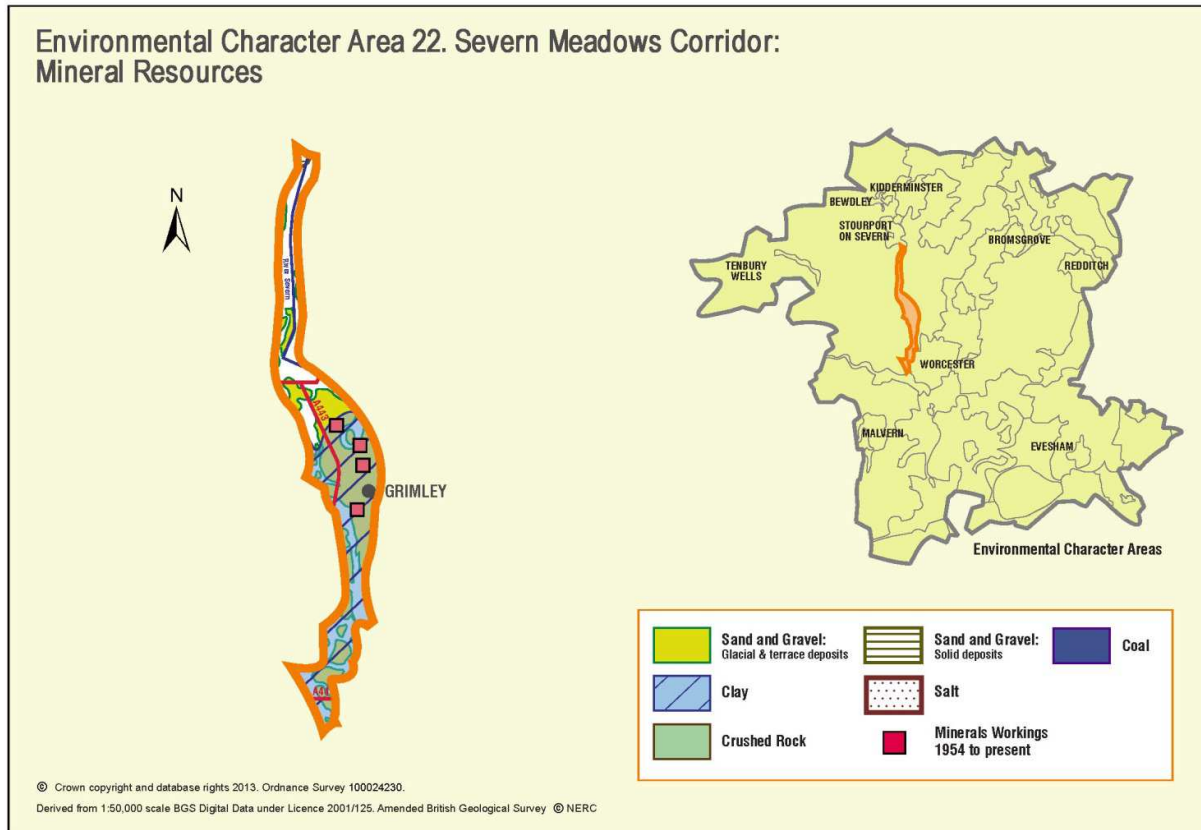 Environmental Character Area 22. Severn Meadows Corridor:
Mineral Resources
N
River Severn
A443
GRIMLEY
A44
KIDDERMINSTER
BEWDLEY
STOURPORT
ON SEVERN
BROMSGROVE
TENBURY
WELLS
REDDITCH
WORCESTER
MALVERN
EVESHAM
Environmental Character Areas
Sand and Gravel:
Glacial & terrace deposits
Sand and Gravel:
Solid deposits
Coal
Clay
Salt
Crushed Rock
Minerals Workings
1954 to present
© Crown copyright and database rights 2013. Ordnance Survey 100024230.
Derived from 1:50,000 scale BGS Digital Data under Licence 2001/125. Amended British Geological Survey © NERC